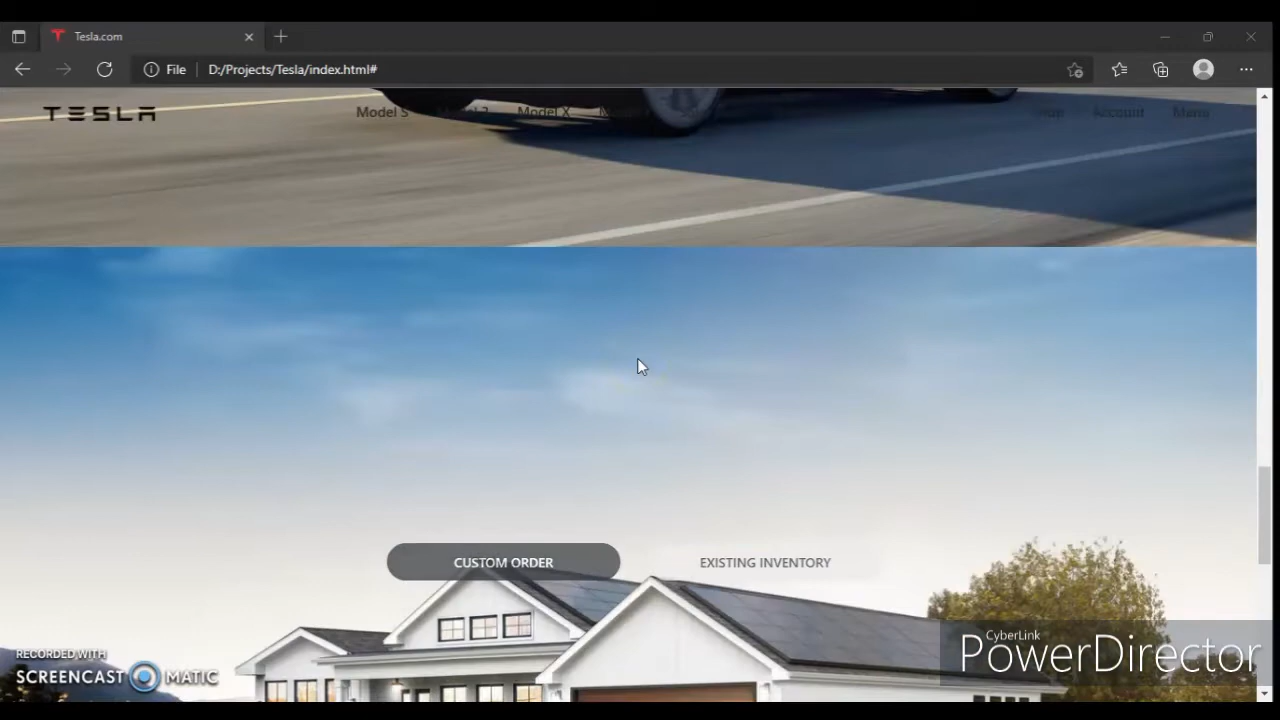 Tesla.com
File
D:/Projects/Tesla/index.html#
TESLA
Model S
Model X
Account
Menu
CUSTOM ORDER
EXISTING INVENTORY
RECORDED WITH
SCREENCAST MATIC
CyberLink
PowerDirector